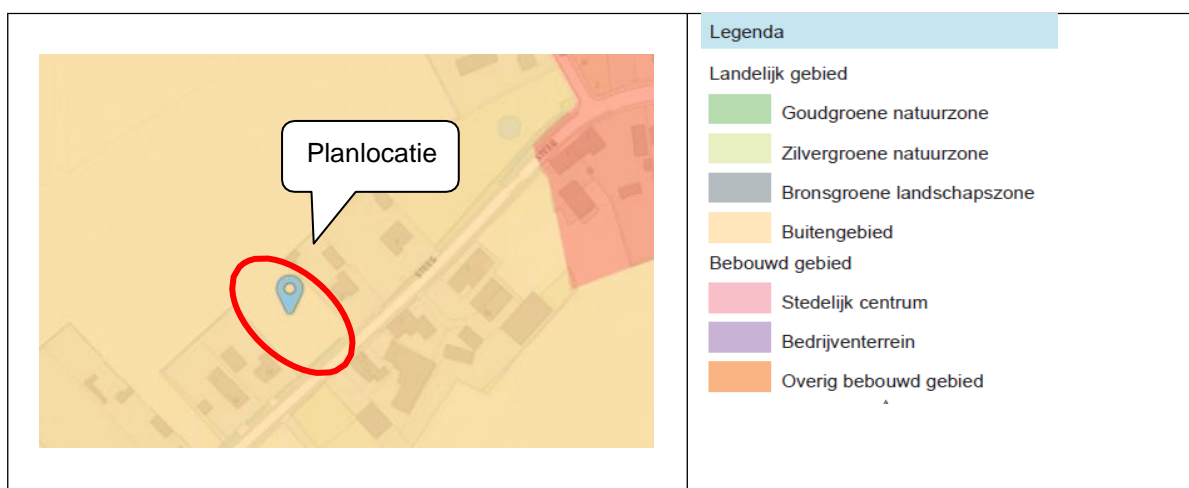 Planlocatie
STEEG
STEEG
Legenda
Landelijk gebied
Goudgroene natuurzone
Zilvergroene natuurzone
Bronsgroene landschapszone
Buitengebied
Bebouwd gebied
Stedelijk centrum
Bedrijventerrein
Overig bebouwd gebied